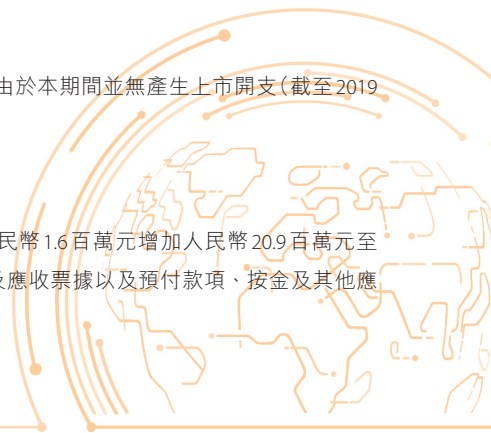 由於本期間並無產生上市開支（截至2019
民幣1.6百萬元增加人民幣20.9百萬元至
應收票據以及預付款項、按金及其他應